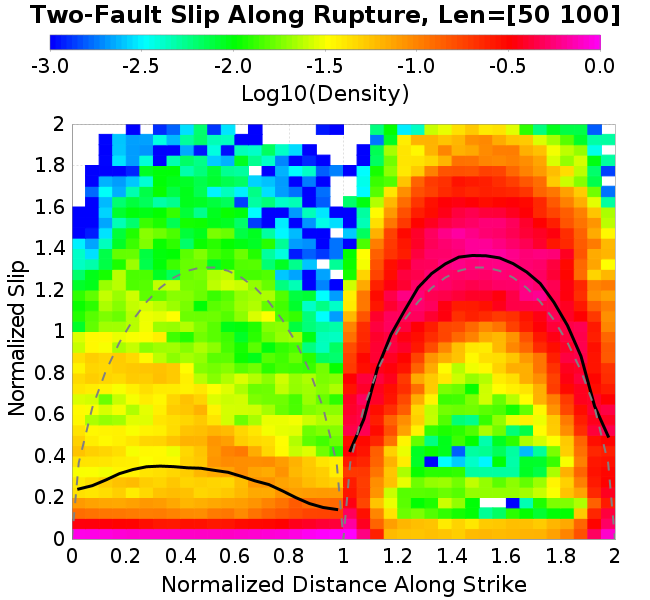 Two-Fault Slip Along Rupture, Len=[50 100]
-3.0 -2.5 -2.0 -1.5 -1.0 -0.5 0.0
Log10(Density)
2
1.8
1.6
1.4
1.2
1
0.8
0.6
0.4
0.2
0
Normalized Slip
0 0.2 0.4 0.6 0.8 1 1.2 1.4 1.6 1.8 2
Normalized Distance Along Strike